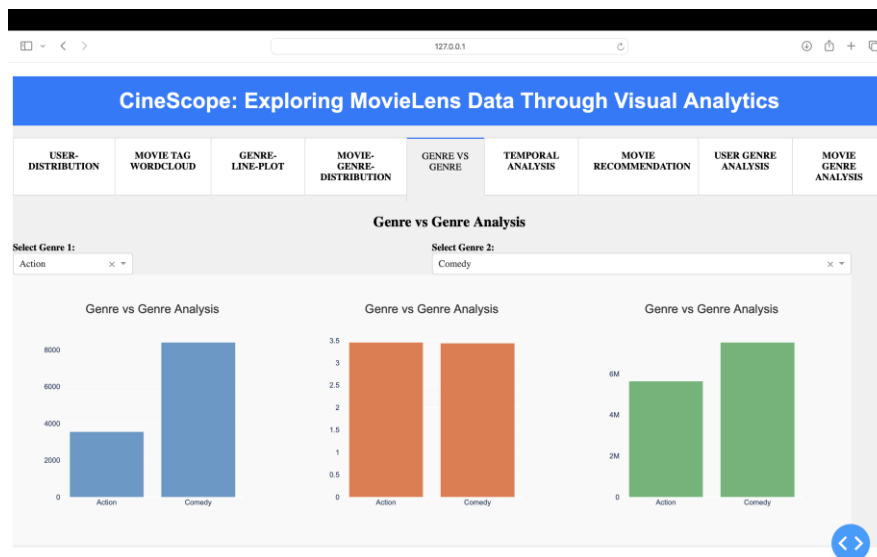 127.0.0.1
CineScope: Exploring MovieLens Data Through Visual Analytics
USER-
DISTRIBUTION
MOVIE TAG
WORDCLOUD
GENRE-
LINE-PLOT
MOVIE-
GENRE-
DISTRIBUTION
GENRE VS
GENRE
TEMPORAL
ANALYSIS
MOVIE
RECOMMENDATION
USER GENRE
ANALYSIS
MOVIE
GENRE
ANALYSIS
Genre vs Genre Analysis
Select Genre 1:
Action
Select Genre 2:
Comedy
Genre vs Genre Analysis
8000
6000
4000
2000
0
Action Comedy
Genre vs Genre Analysis
3.5
3
2.5
2
1.5
1
0.5
0
Action Comedy
Genre vs Genre Analysis
6M
4M
2M
0
Action Comedy